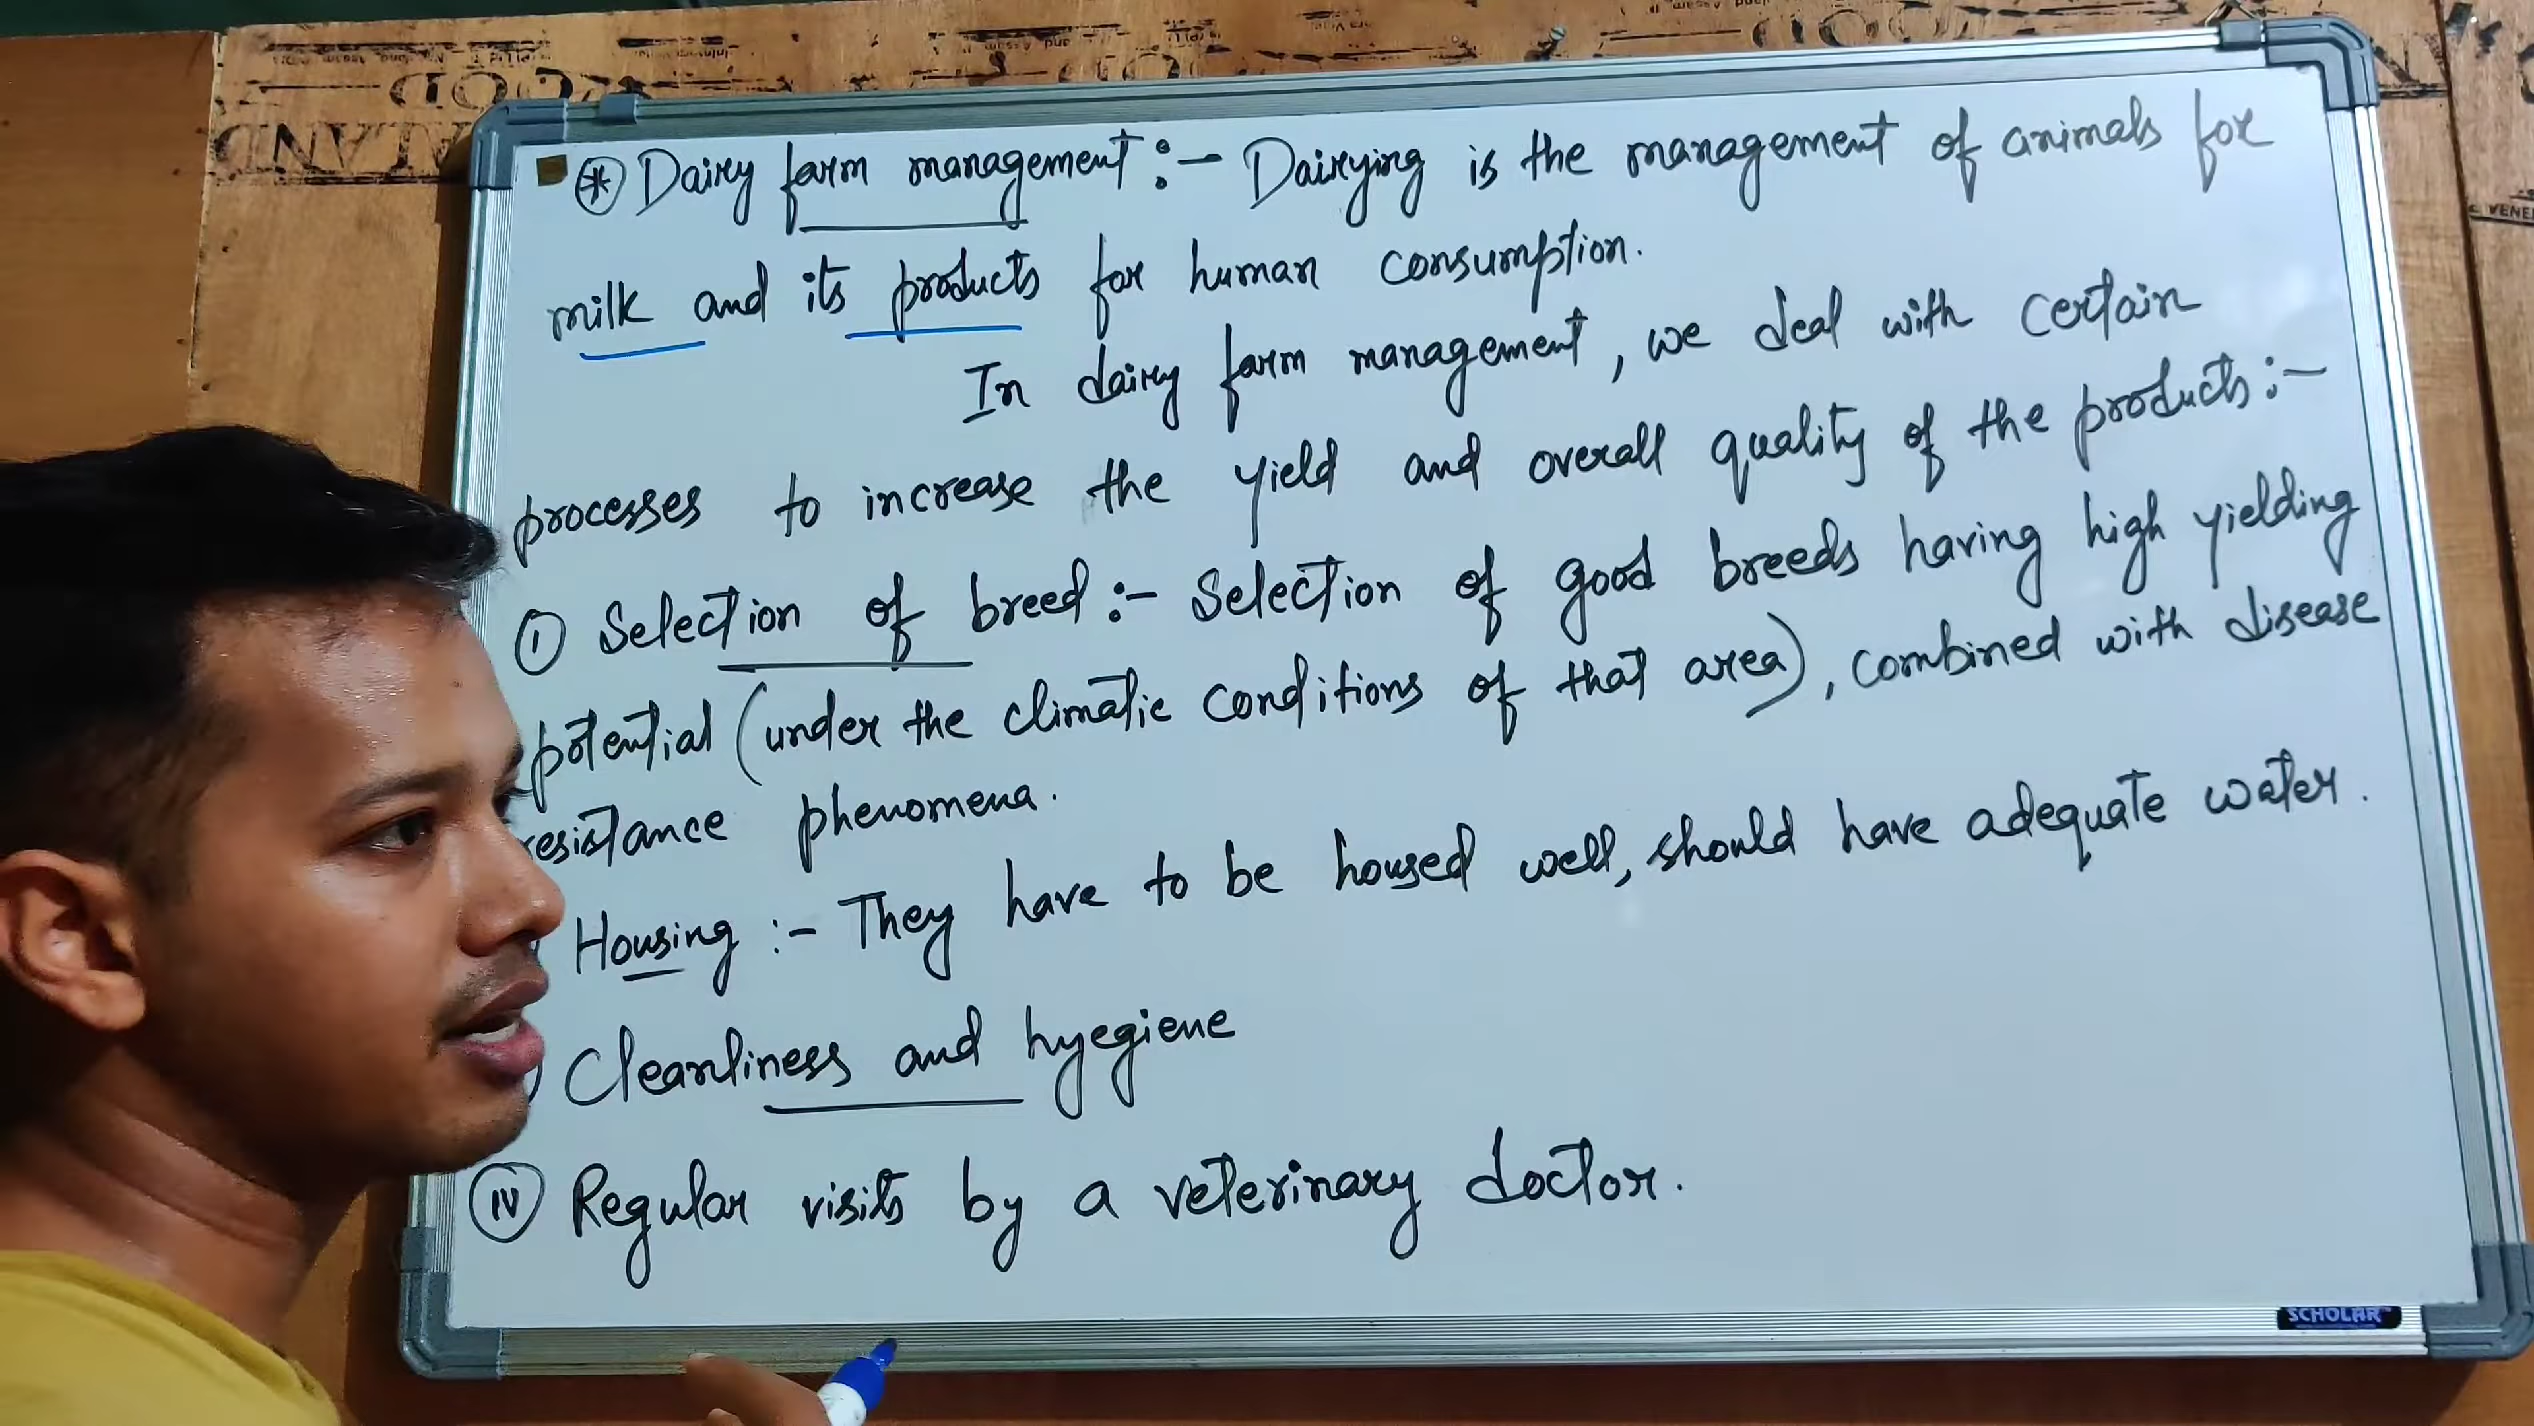 ⊛ Dairy farm management :- Dairying is the management of animals for
milk and its products for human consumption.
In dairy farm management, we deal with certain
processes to increase the yield and overall quality of the products :-
① Selection of breed :- Selection of good breeds having high yielding
potential (under the climatic conditions of that area), combined with disease
resistance phenomena.
Housing :- They have to be housed well, should have adequate water.
Cleanliness and hyegiene
ⓘⓥ Regular visits by a veterinary doctor.
SCHOLAR